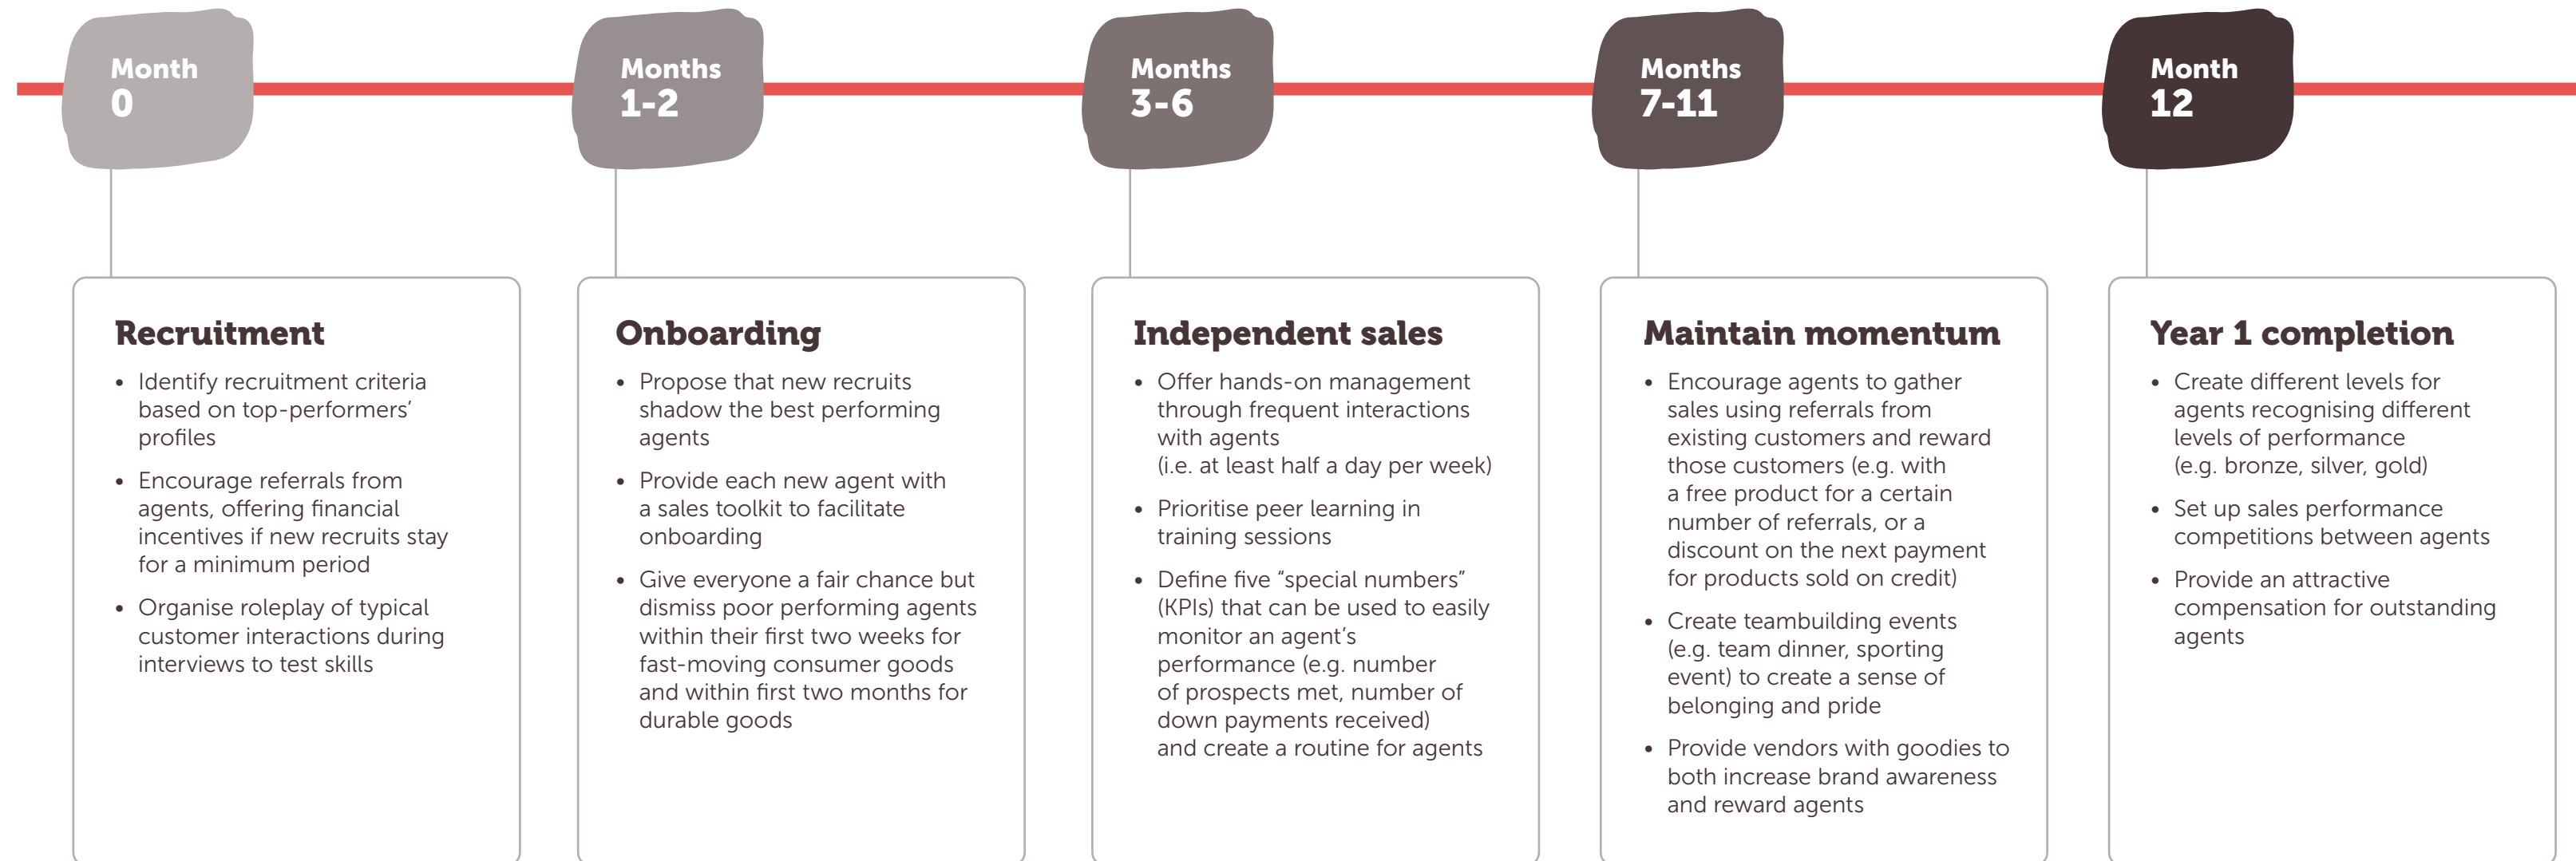 Month
0
Months
1-2
Months
3-6
Months
7-11
Month
12
Recruitment
• Identify recruitment criteria
based on top-performers’
profiles
• Encourage referrals from
agents, offering financial
incentives if new recruits stay
for a minimum period
• Organise roleplay of typical
customer interactions during
interviews to test skills
Onboarding
• Propose that new recruits
shadow the best performing
agents
• Provide each new agent with
a sales toolkit to facilitate
onboarding
• Give everyone a fair chance but
dismiss poor performing agents
within their first two weeks for
fast-moving consumer goods
and within first two months for
durable goods
Independent sales
• Offer hands-on management
through frequent interactions
with agents
(i.e. at least half a day per week)
• Prioritise peer learning in
training sessions
• Define five “special numbers”
(KPIs) that can be used to easily
monitor an agent’s
performance (e.g. number
of prospects met, number of
down payments received)
and create a routine for agents
Maintain momentum
• Encourage agents to gather
sales using referrals from
existing customers and reward
those customers (e.g. with
a free product for a certain
number of referrals, or a
discount on the next payment
for products sold on credit)
• Create teambuilding events
(e.g. team dinner, sporting
event) to create a sense of
belonging and pride
• Provide vendors with goodies to
both increase brand awareness
and reward agents
Year 1 completion
• Create different levels for
agents recognising different
levels of performance
(e.g. bronze, silver, gold)
• Set up sales performance
competitions between agents
• Provide an attractive
compensation for outstanding
agents